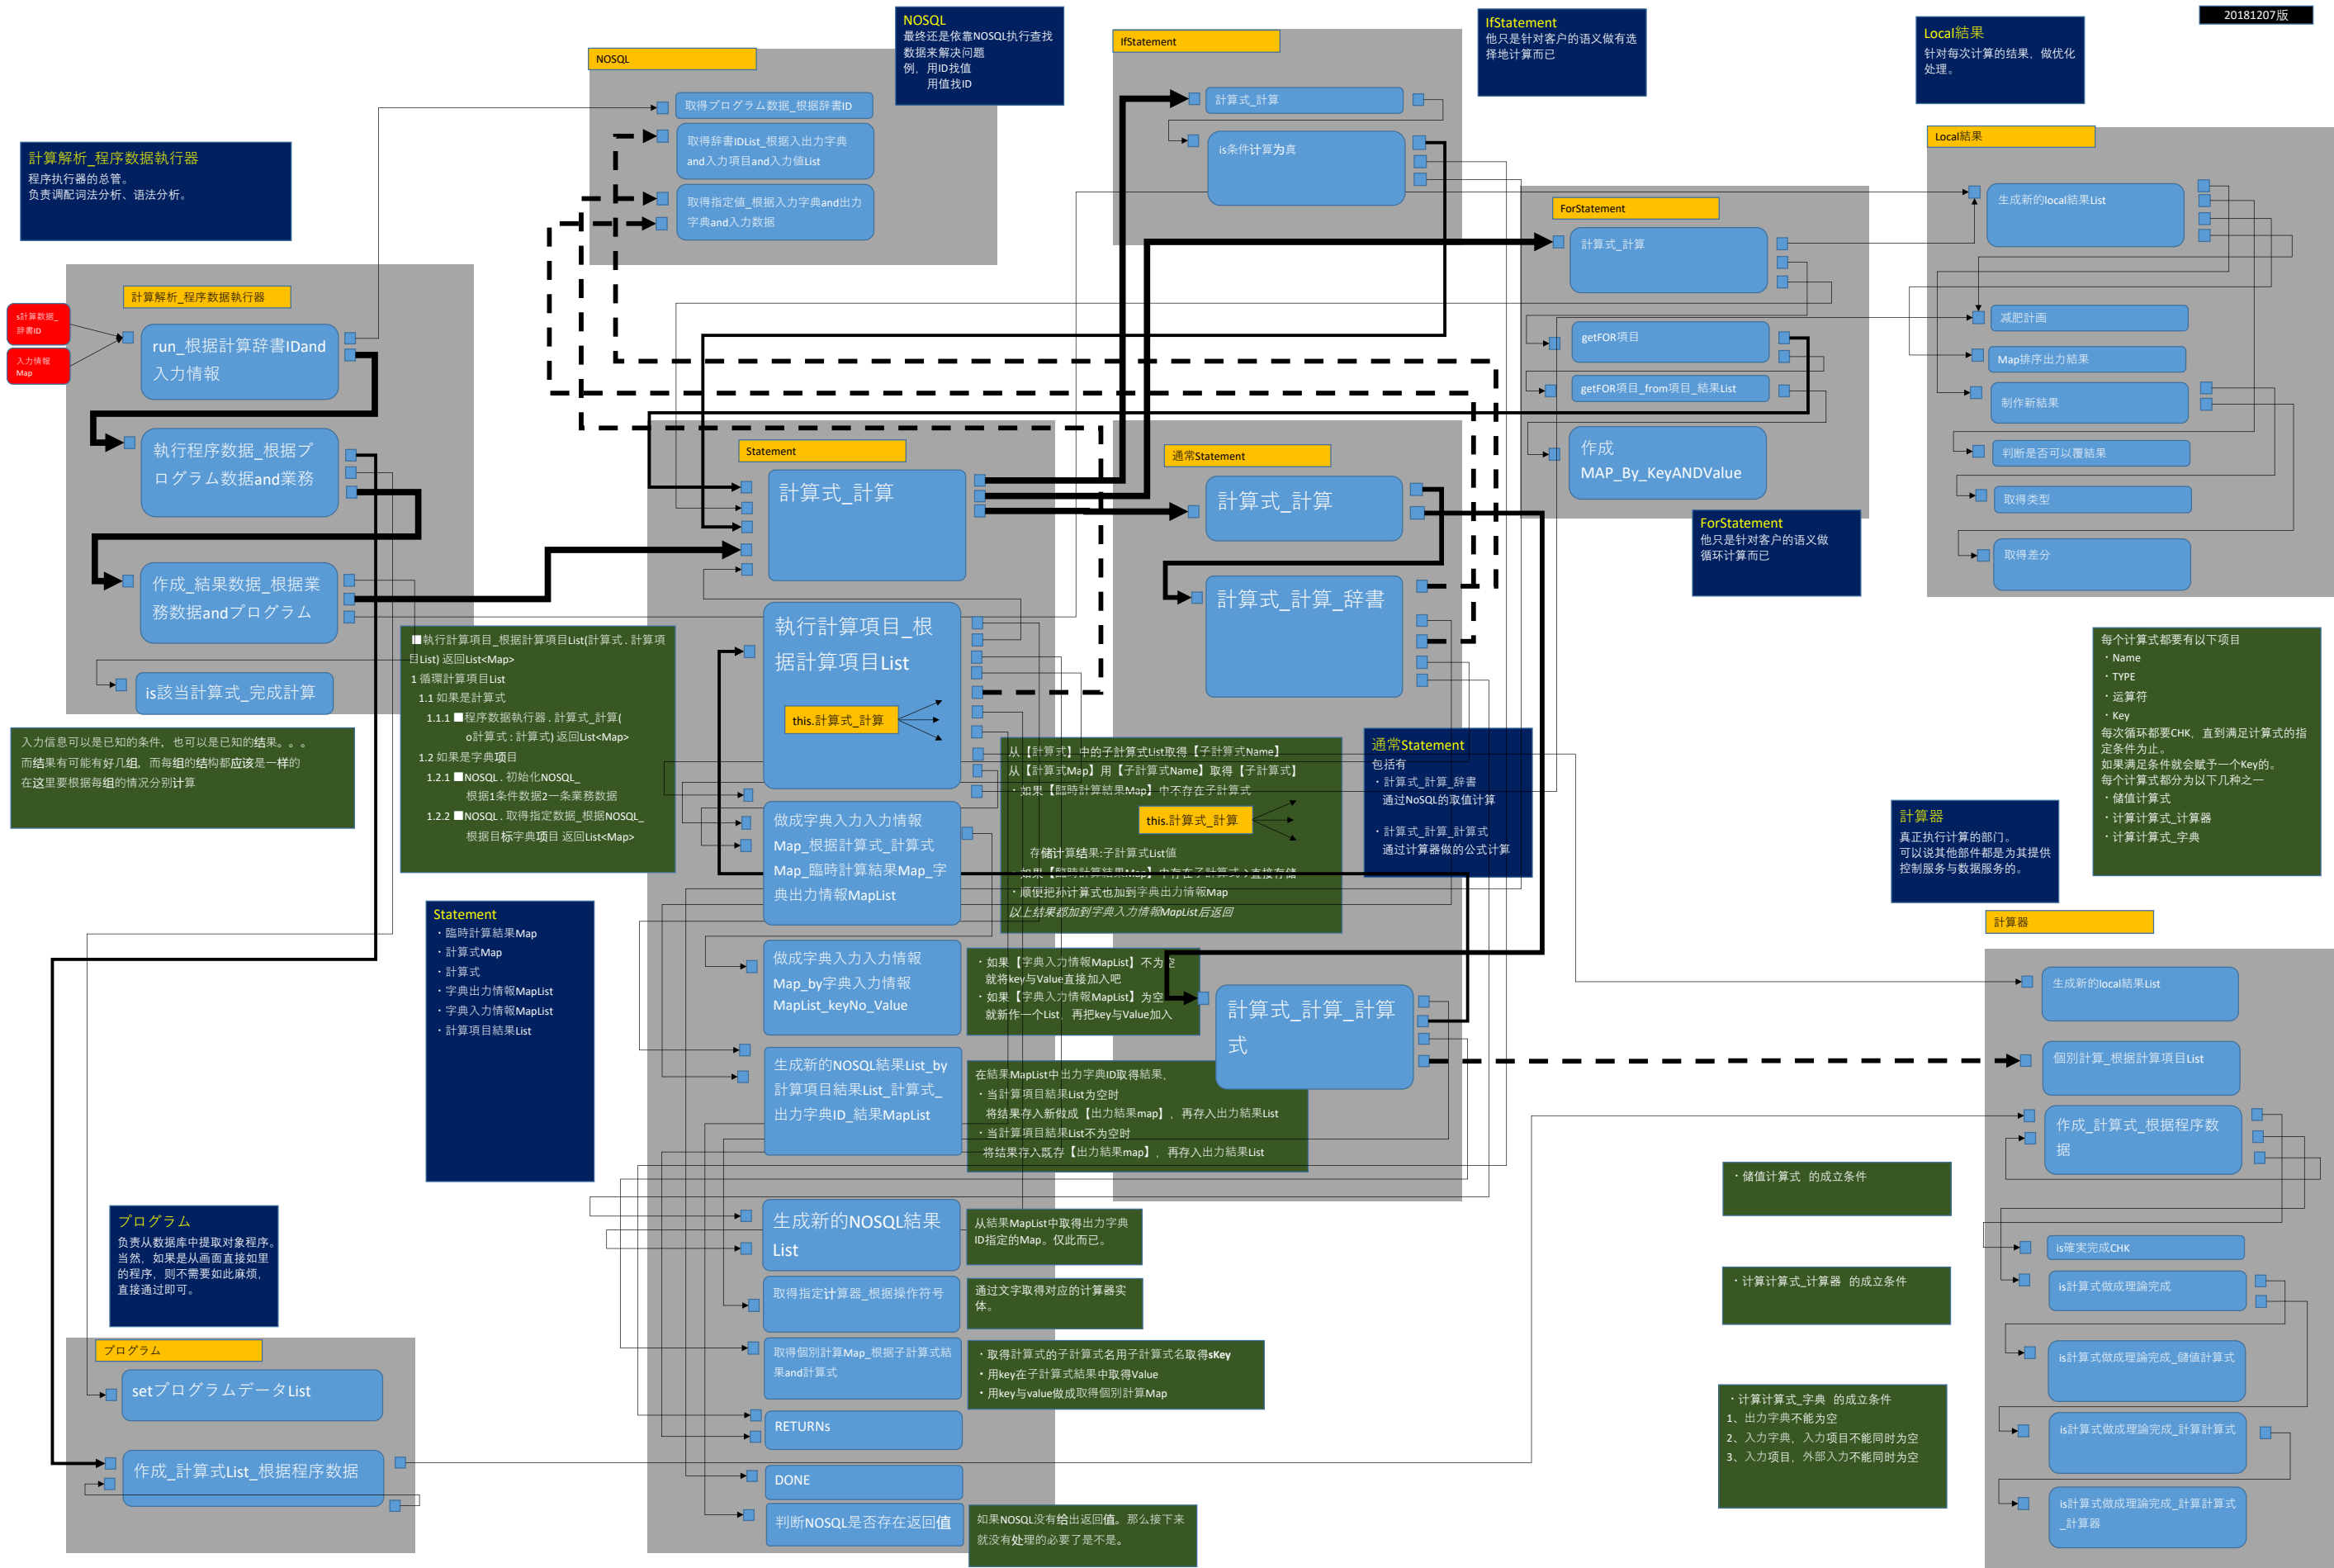 20181207版
NOSQL
最终还是依靠NOSQL执行查找
数据来解决问题
例，用ID找值
用值找ID
IfStatement
他只是针对客户的语义做有选
择地计算而已
Local結果
针对每次计算的结果，做优化
处理。
計算解析_程序数据執行器
程序执行器的总管。
负责调配词法分析、语法分析。
NOSQL
取得プログラム数据_根据辞書ID
取得辞書IDList_根据入出力字典
and入力項目and入力値List
取得指定値_根据入力字典and出力
字典and入力数据
IfStatement
計算式_計算
is条件计算为真
ForStatement
計算式_計算
getFOR項目
getFOR項目_from項目_結果List
作成
MAP_By_KeyANDValue
ForStatement
他只是针对客户的语义做
循环计算而已
Local結果
生成新的local結果List
减肥計画
Map排序出力結果
制作新結果
判断是否可以覆結果
取得类型
取得差分
計算解析_程序数据執行器
s計算数据_
辞書ID
入力情報
Map
run_根据計算辞書IDand
入力情報
執行程序数据_根据プ
ログラム数据and業務
作成_結果数据_根据業
務数据andプログラム
is該当計算式_完成計算
入力信息可以是已知的条件，也可以是已知的结果。。。
而结果有可能有好几组，而每组的结构都应该是一样的
在这里要根据每组的情况分别计算
■執行計算項目_根据計算項目List(計算式 . 計算項
目List) 返回List<Map>
1 循環計算項目List
1.1 如果是計算式
1.1.1 ■程序数据執行器 . 計算式_計算(
o計算式 : 計算式) 返回List<Map>
1.2 如果是字典项目
1.2.1 ■NOSQL . 初始化NOSQL_
根据1条件数据2一条業務数据
1.2.2 ■NOSQL . 取得指定数据_根据NOSQL_
根据目标字典项目 返回List<Map>
Statement
・臨時計算結果Map
・計算式Map
・計算式
・字典出力情報MapList
・字典入力情報MapList
・計算項目結果List
Statement
計算式_計算
執行計算項目_根
据計算項目List
this.計算式_計算
做成字典入力入力情報
Map_根据計算式_計算式
Map_臨時計算結果Map_字
典出力情報MapList
做成字典入力入力情報
Map_by字典入力情報
MapList_keyNo_Value
生成新的NOSQL結果List_by
計算項目結果List_計算式_
出力字典ID_結果MapList
生成新的NOSQL結果
List
取得指定计算器_根据操作符号
取得個別計算Map_根据子計算式結
果and計算式
RETURNs
DONE
判断NOSQL是否存在返回值
通常Statement
計算式_計算
計算式_計算_辞書
計算式_計算_計算
式
从【計算式】中的子計算式List取得【子計算式Name】
从【計算式Map】用【子計算式Name】取得【子計算式】
・如果【臨時計算結果Map】中不存在子計算式
this.計算式_計算
存储计算结果:子計算式List值
・如果【臨時計算結果Map】中存在子計算式→直接存储
・顺便把孙计算式也加到字典出力情報Map
以上结果都加到字典入力情報MapList后返回
通常Statement
包括有
・計算式_計算_辞書
通过NoSQL的取值计算
・計算式_計算_計算式
通过计算器做的公式计算
・如果【字典入力情報MapList】不为空
就将key与Value直接加入吧
・如果【字典入力情報MapList】为空
就新作一个List，再把key与Value加入
在結果MapList中出力字典ID取得結果，
・当計算項目結果List为空时
将结果存入新做成【出力結果map】，再存入出力結果List
・当計算項目結果List不为空时
将结果存入既存【出力結果map】，再存入出力結果List
从結果MapList中取得出力字典
ID指定的Map。仅此而已。
通过文字取得对应的计算器实
体。
・取得計算式的子計算式名用子計算式名取得sKey
・用key在子計算式結果中取得Value
・用key与value做成取得個別計算Map
如果NOSQL没有给出返回值。那么接下来
就没有处理的必要了是不是。
プログラム
负责从数据库中提取对象程序。
当然，如果是从画面直接如里
的程序，则不需要如此麻烦，
直接通过即可。
プログラム
setプログラムデータList
作成_計算式List_根据程序数据
每个计算式都要有以下项目
・Name
・TYPE
・运算符
・Key
每次循环都要CHK，直到满足计算式的指
定条件为止。
如果满足条件就会赋予一个Key的。
每个计算式都分为以下几种之一
・储值计算式
・计算计算式_计算器
・计算计算式_字典
計算器
真正执行计算的部门。
可以说其他部件都是为其提供
控制服务与数据服务的。
計算器
生成新的local結果List
個別計算_根据計算項目List
作成_計算式_根据程序数
据
is確実完成CHK
is計算式做成理論完成
is計算式做成理論完成_儲值計算式
is計算式做成理論完成_計算計算式
is計算式做成理論完成_計算計算式
_計算器
・储值计算式 的成立条件
・计算计算式_计算器 的成立条件
・计算计算式_字典 的成立条件
1、出力字典不能为空
2、入力字典，入力项目不能同时为空
3、入力项目，外部入力不能同时为空